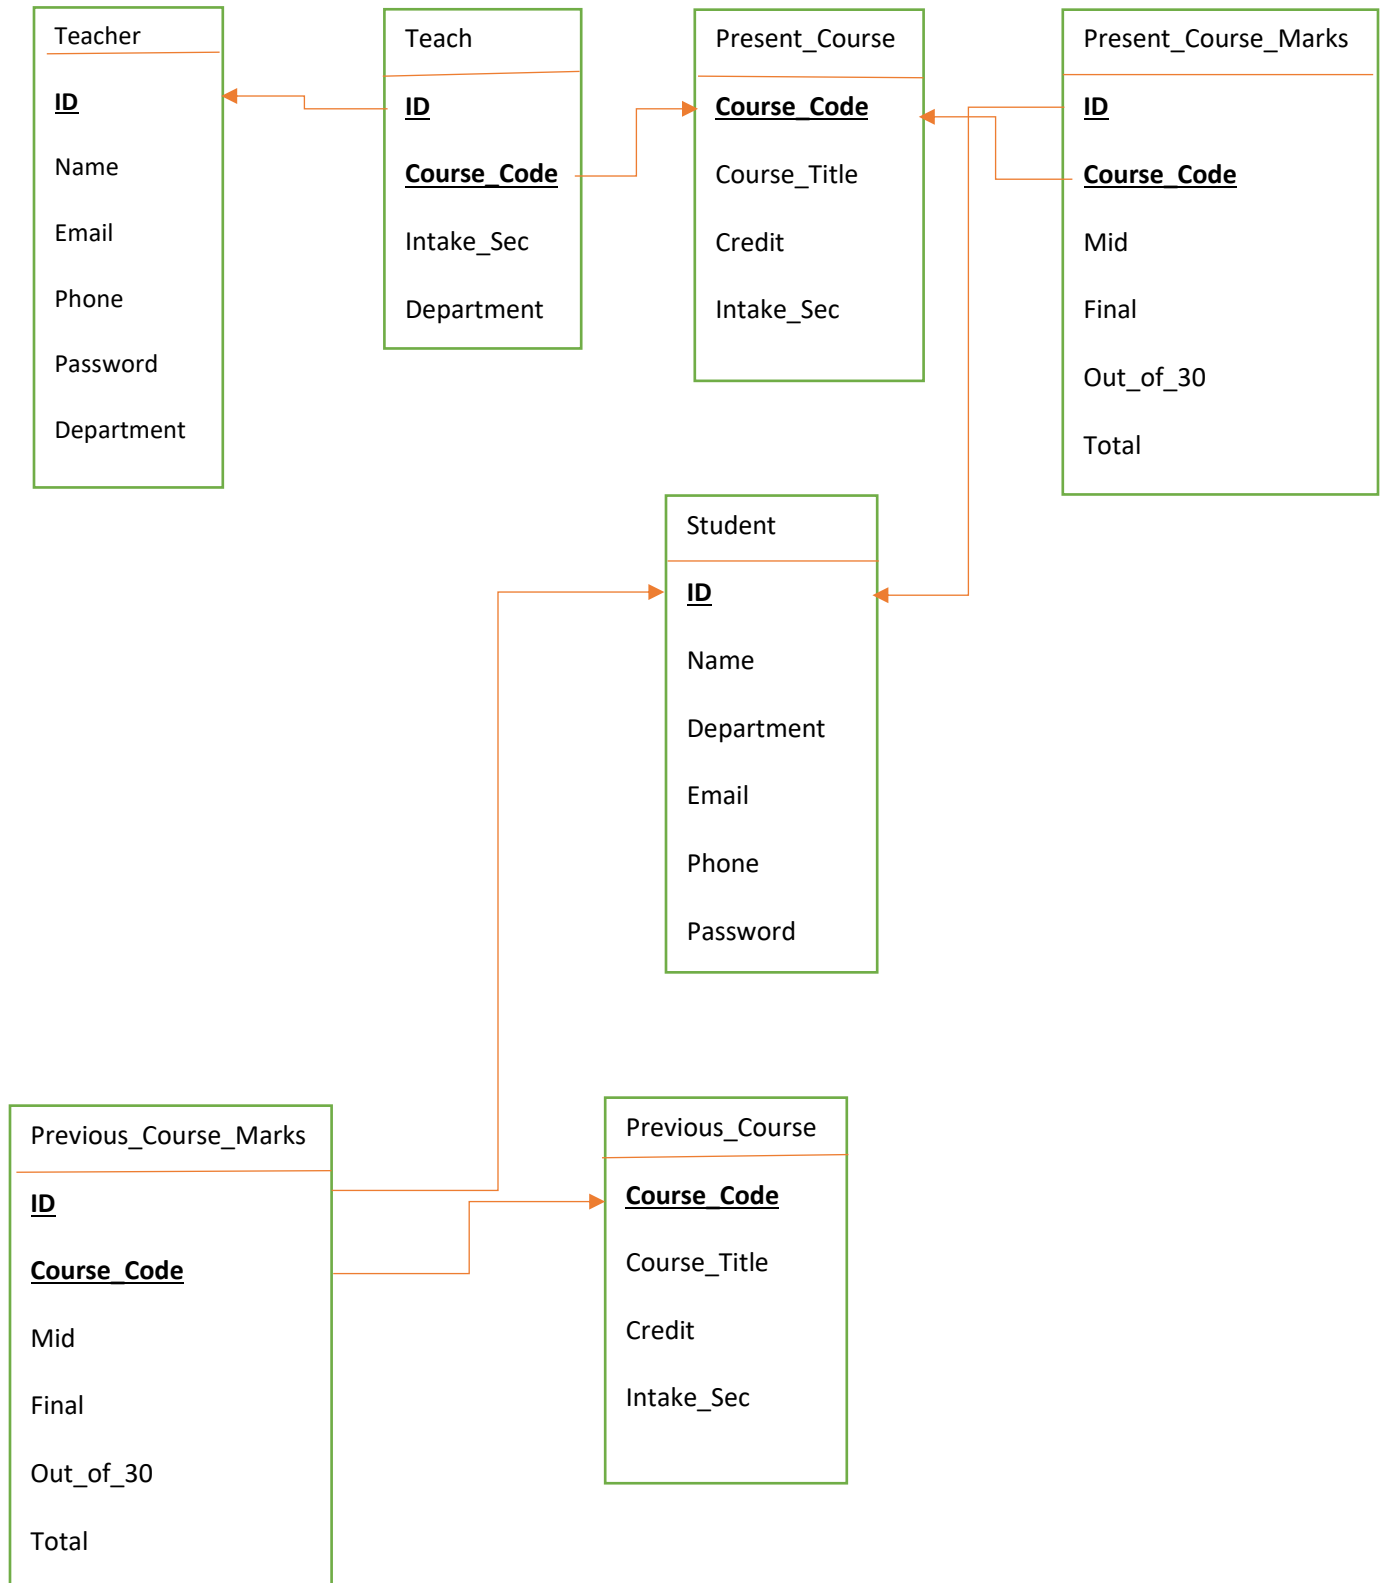 Teacher
ID
Name
Email
Phone
Password
Department
Teach
ID
Course_Code
Intake_Sec
Department
Present_Course
Course_Code
Course_Title
Credit
Intake_Sec
Present_Course_Marks
ID
Course_Code
Mid
Final
Out_of_30
Total
Student
ID
Name
Department
Email
Phone
Password
Previous_Course_Marks
ID
Course_Code
Mid
Final
Out_of_30
Total
Previous_Course
Course_Code
Course_Title
Credit
Intake_Sec